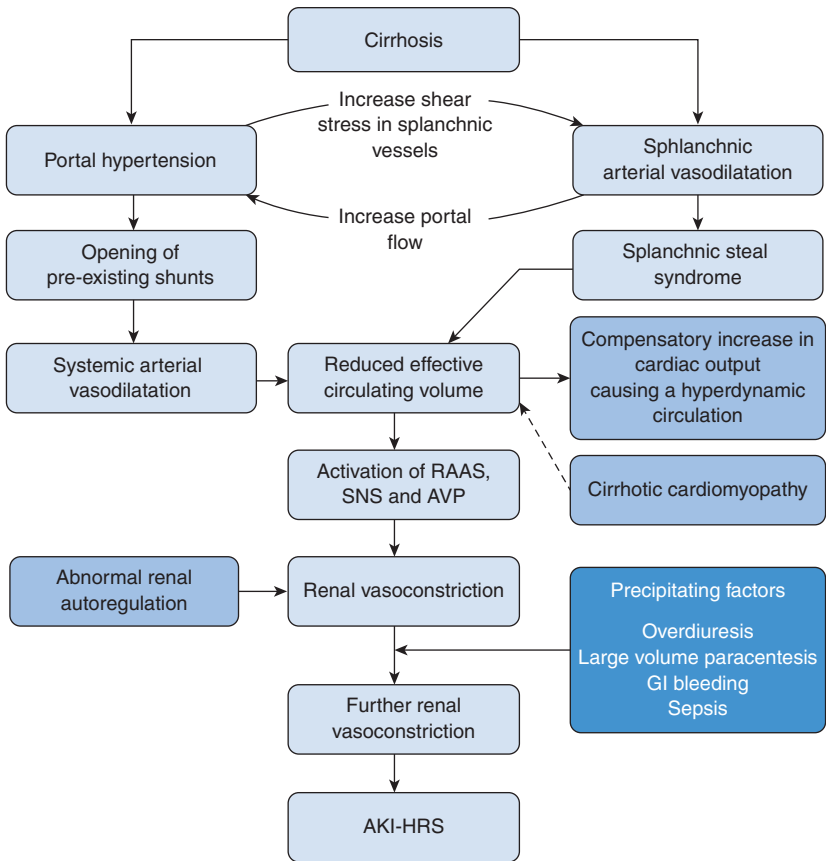 Cirrhosis
Increase shear
stress in splanchnic
vessels
Portal hypertension
Sphlanchnic
arterial vasodilatation
Increase portal
flow
Opening of
pre-existing shunts
Splanchnic steal
syndrome
Systemic arterial
vasodilatation
Reduced effective
circulating volume
Compensatory increase in
cardiac output
causing a hyperdynamic
circulation
Activation of RAAS,
SNS and AVP
Cirrhotic cardiomyopathy
Abnormal renal
autoregulation
Renal vasoconstriction
Precipitating factors
Overdiuresis
Large volume paracentesis
GI bleeding
Sepsis
Further renal
vasoconstriction
AKI-HRS